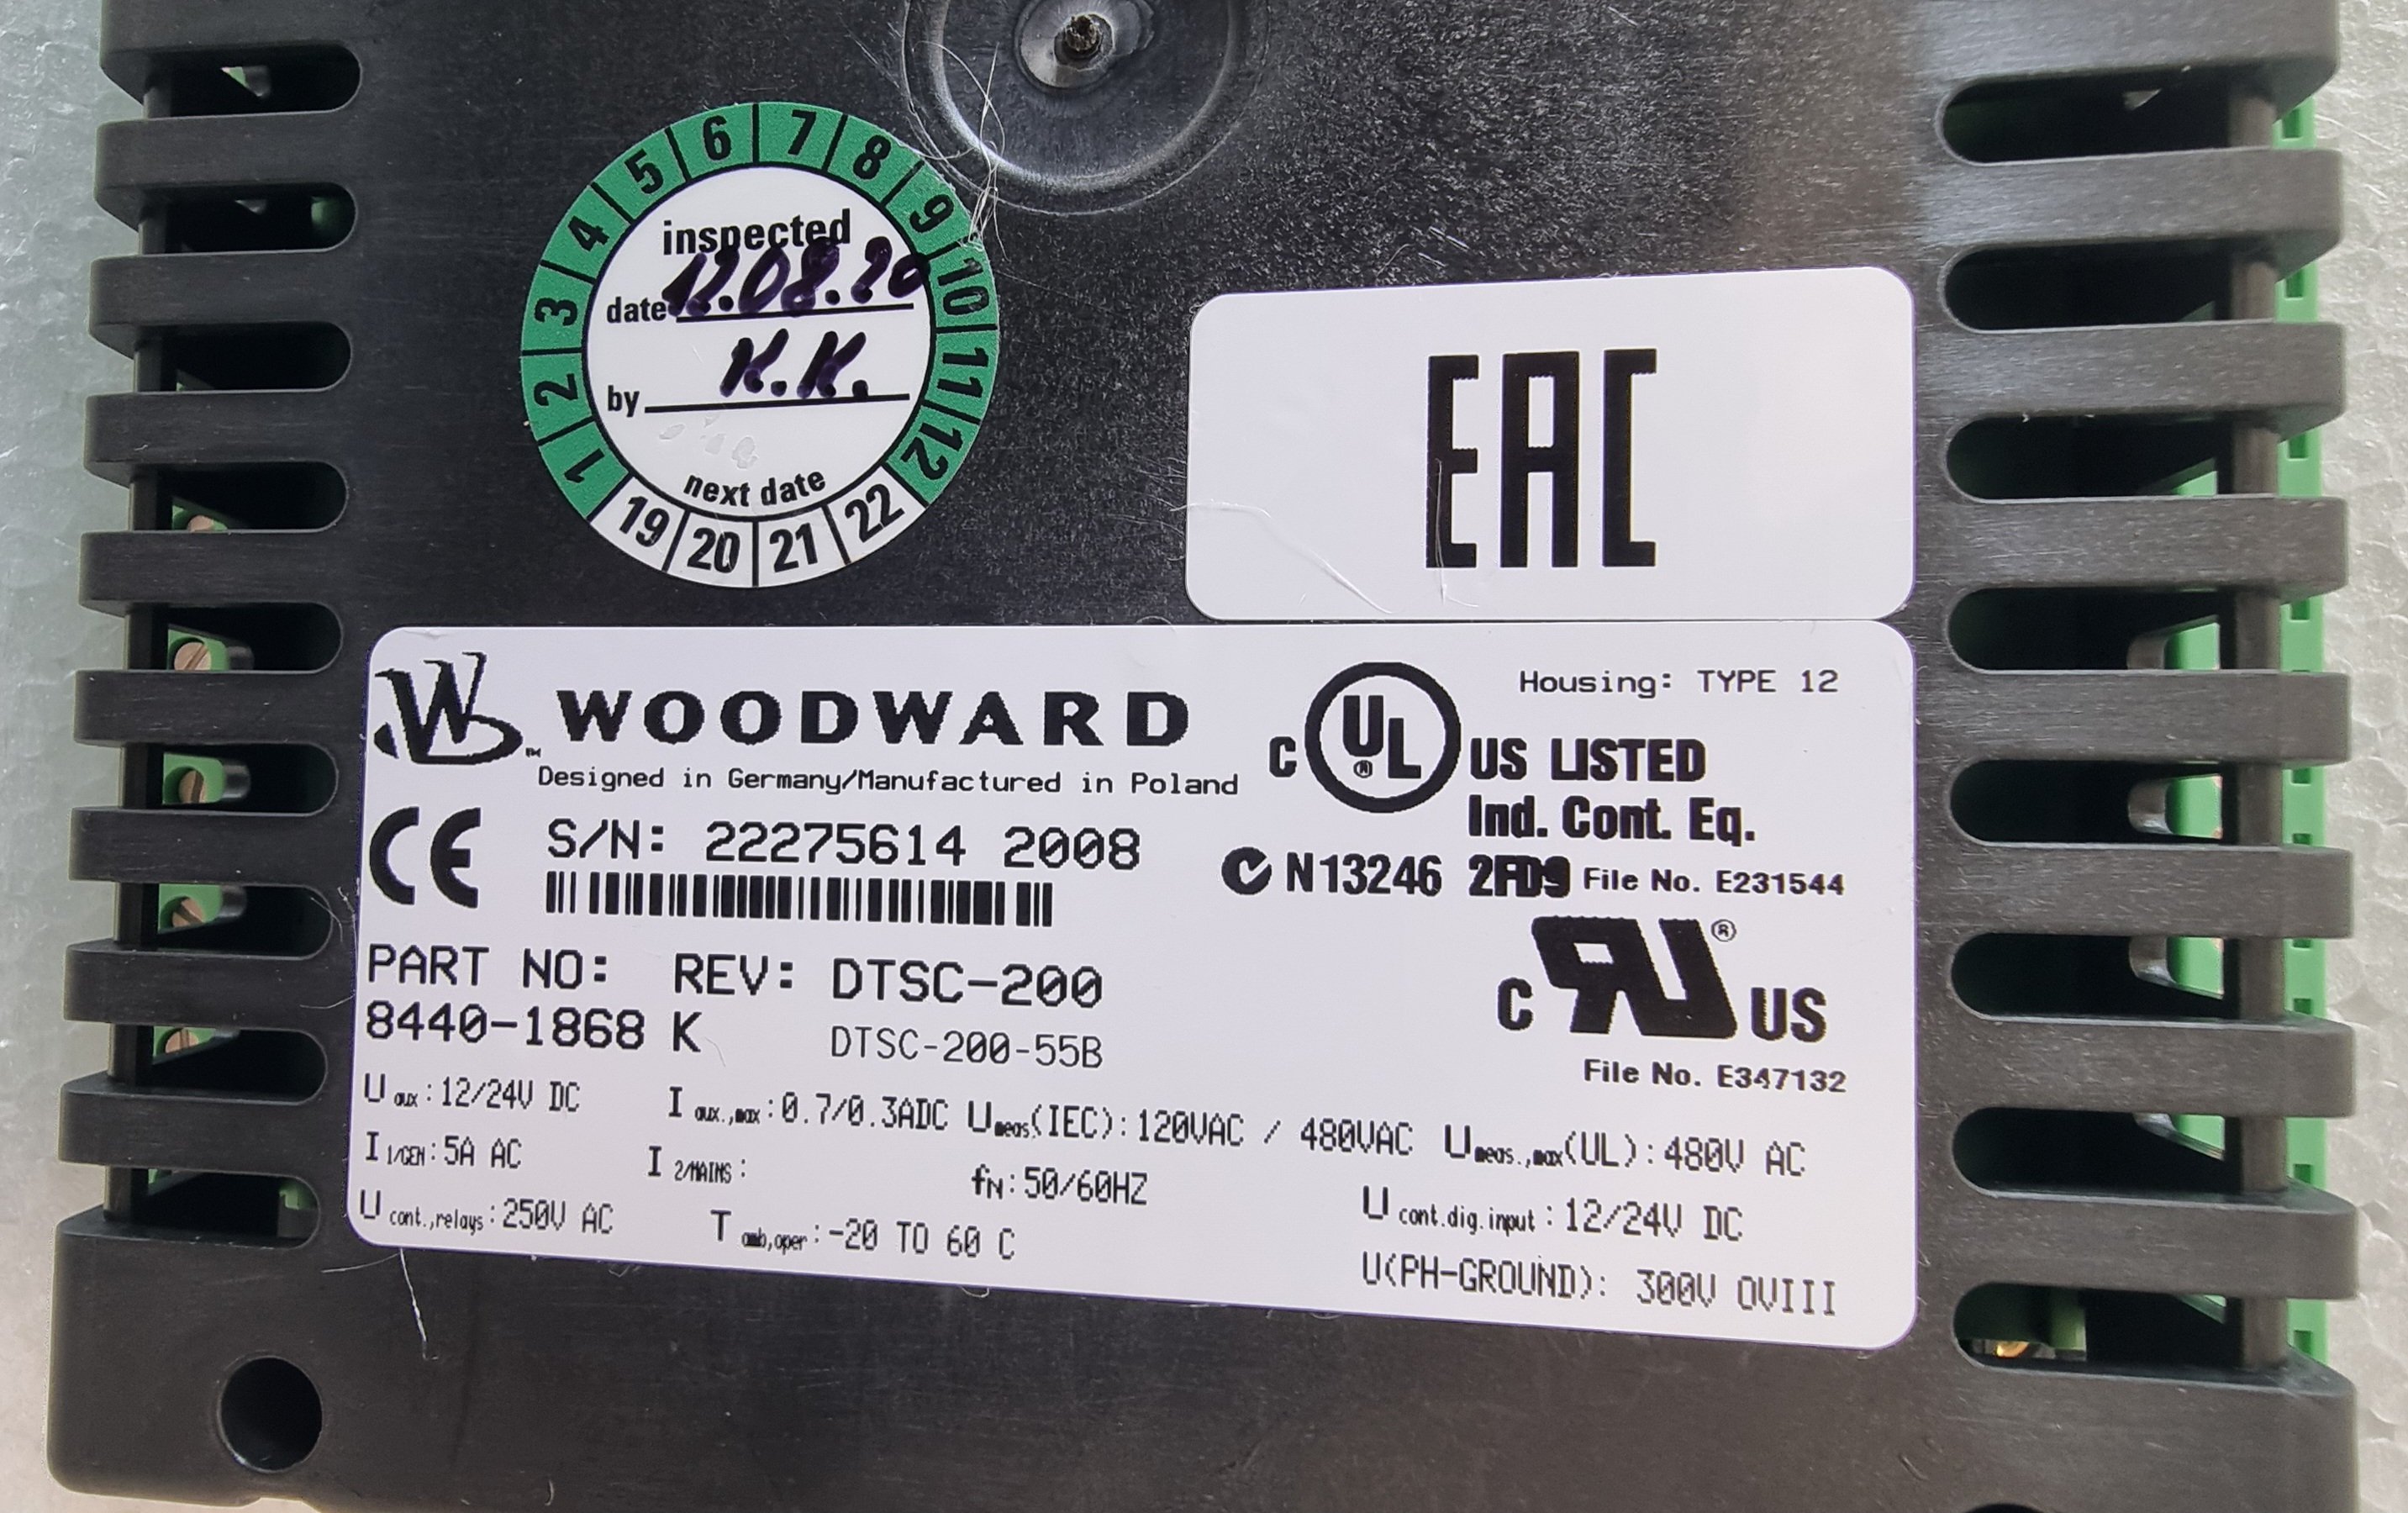 6 7
5 8
4 9
3 10
2 11
1 12
inspected
date 12.08.20
by K.K.
next date
19 20 21 22
EAC
WOODWARD
Designed in Germany/Manufactured in Poland
CE
S/N: 22275614 2008
PART NO: REV: DTSC-200
8440-1868 K DTSC-200-55B
Housing: TYPE 12
C UL ® US LISTED
Ind. Cont. Eq.
N13246 2FD9 File No. E231544
C RU ® US
File No. E347132
U aux: 12/24V DC I aux.,max: 0.7/0.3ADC Umeas(IEC): 120VAC / 480VAC Umeas.,max(UL): 480V AC
I 1/GEN: 5A AC I 2/MAINS: fN: 50/60HZ U cont.dig.input: 12/24V DC
U cont.,relays: 250V AC T amb,oper: -20 TO 60 C U(PH-GROUND): 300V OVIII